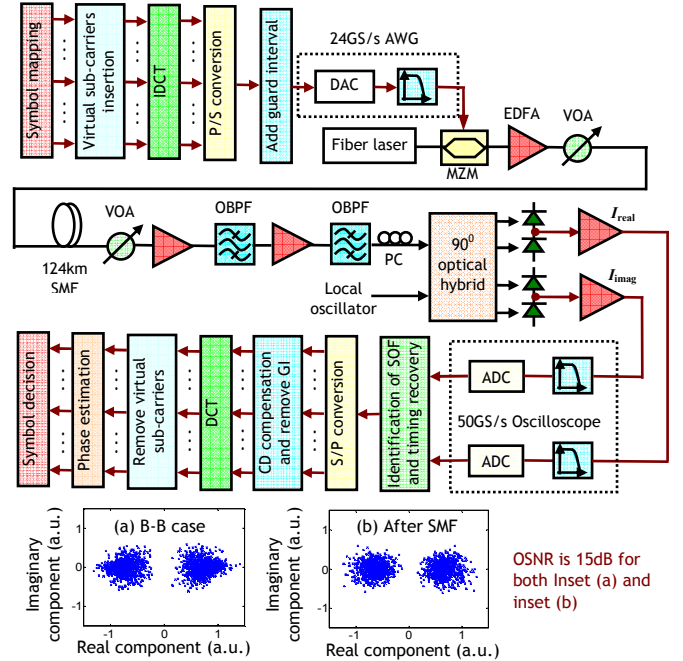 Symbol mapping
Virtual sub-carriers
insertion
IDCT
P/S conversion
Add guard interval
24GS/s AWG
DAC
Fiber laser
MZM
EDFA
VOA
124km
SMF
VOA
OBPF
OBPF
PC
90⁰
optical
hybrid
Local
oscillator
I_real
I_imag
Symbol decision
Phase estimation
Remove virtual
sub-carriers
DCT
CD compensation
and remove GI
S/P conversion
Identification of SOF
and timing recovery
ADC
50GS/s Oscilloscope
ADC
(a) B-B case
Imaginary
component (a.u.)
1
0
-1
-1
0
1
Real component (a.u.)
(b) After SMF
Imaginary
component (a.u.)
1
0
-1
-1
0
1
Real component (a.u.)
OSNR is 15dB for
both Inset (a) and
inset (b)